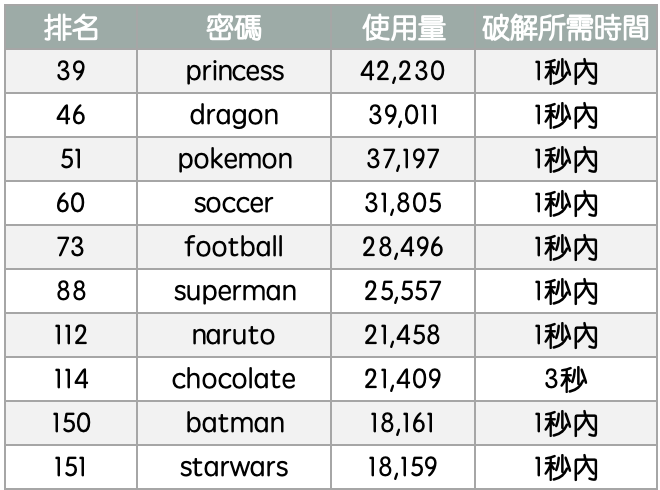 排名 密碼 使用量 破解所需時間
39 princess 42,230 1秒內
46 dragon 39,011 1秒內
51 pokemon 37,197 1秒內
60 soccer 31,805 1秒內
73 football 28,496 1秒內
88 superman 25,557 1秒內
112 naruto 21,458 1秒內
114 chocolate 21,409 3秒
150 batman 18,161 1秒內
151 starwars 18,159 1秒內